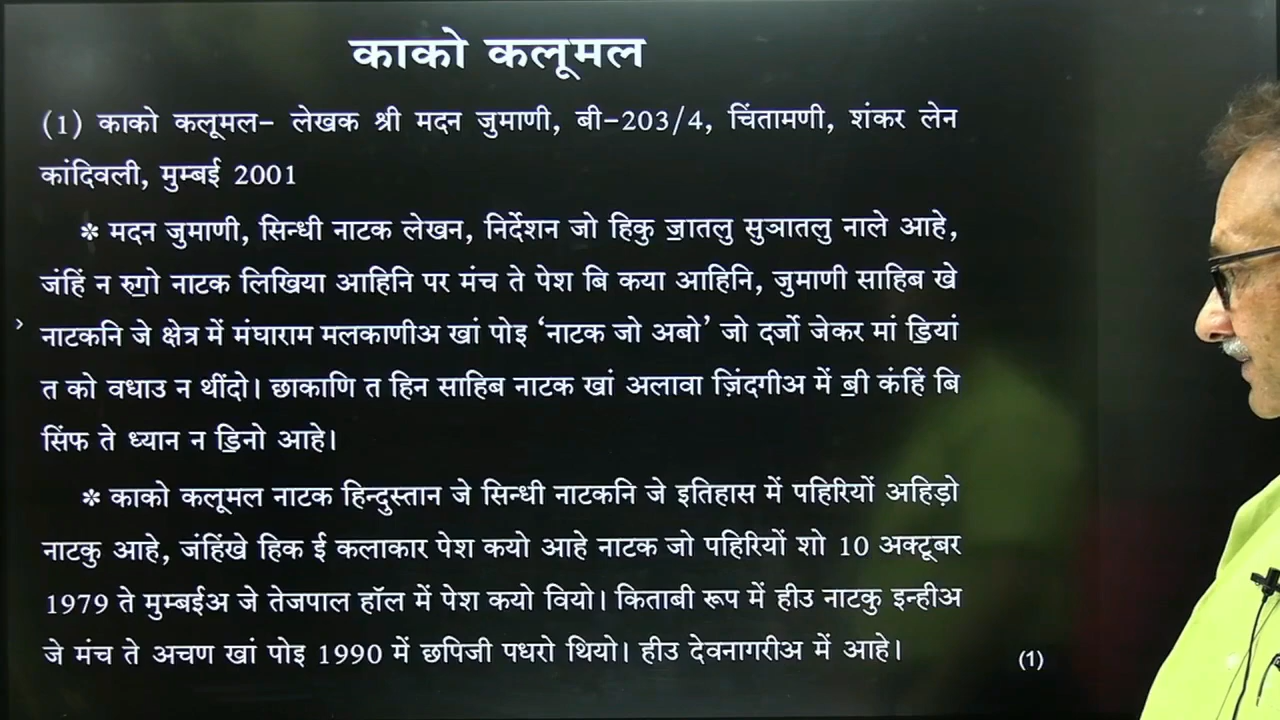 काको कलूमल
(1) काको कलूमल- लेखक श्री मदन जुमाणी, बी-203/4, चिंतामणी, शंकर लेन
कांदिवली, मुम्बई 2001
* मदन जुमाणी, सिन्धी नाटक लेखन, निर्देशन जो हिकु ॼातलु सुञातलु नाले आहे,
जंहिं न रुॻो नाटक लिखिया आहिनि पर मंच ते पेश बि कया आहिनि, जुमाणी साहिब खे
नाटकनि जे क्षेत्र में मंघाराम मलकाणीअ खां पोइ ‘नाटक जो अबो’ जो दर्जो जेकर मां ॾियां
त को वधाउ न थींदो। छाकाणि त हिन साहिब नाटक खां अलावा ज़िंदगीअ में ॿी कंहिं बि
सिंफ ते ध्यान न ॾिनो आहे।
* काको कलूमल नाटक हिन्दुस्तान जे सिन्धी नाटकनि जे इतिहास में पहिरियों अहिड़ो
नाटकु आहे, जंहिंखे हिक ई कलाकार पेश कयो आहे नाटक जो पहिरियों शो 10 अक्टूबर
1979 ते मुम्बईअ जे तेजपाल हॉल में पेश कयो वियो। किताबी रूप में हीउ नाटकु इन्हीअ
जे मंच ते अचण खां पोइ 1990 में छपिजी पधरो थियो। हीउ देवनागरीअ में आहे।
(1)